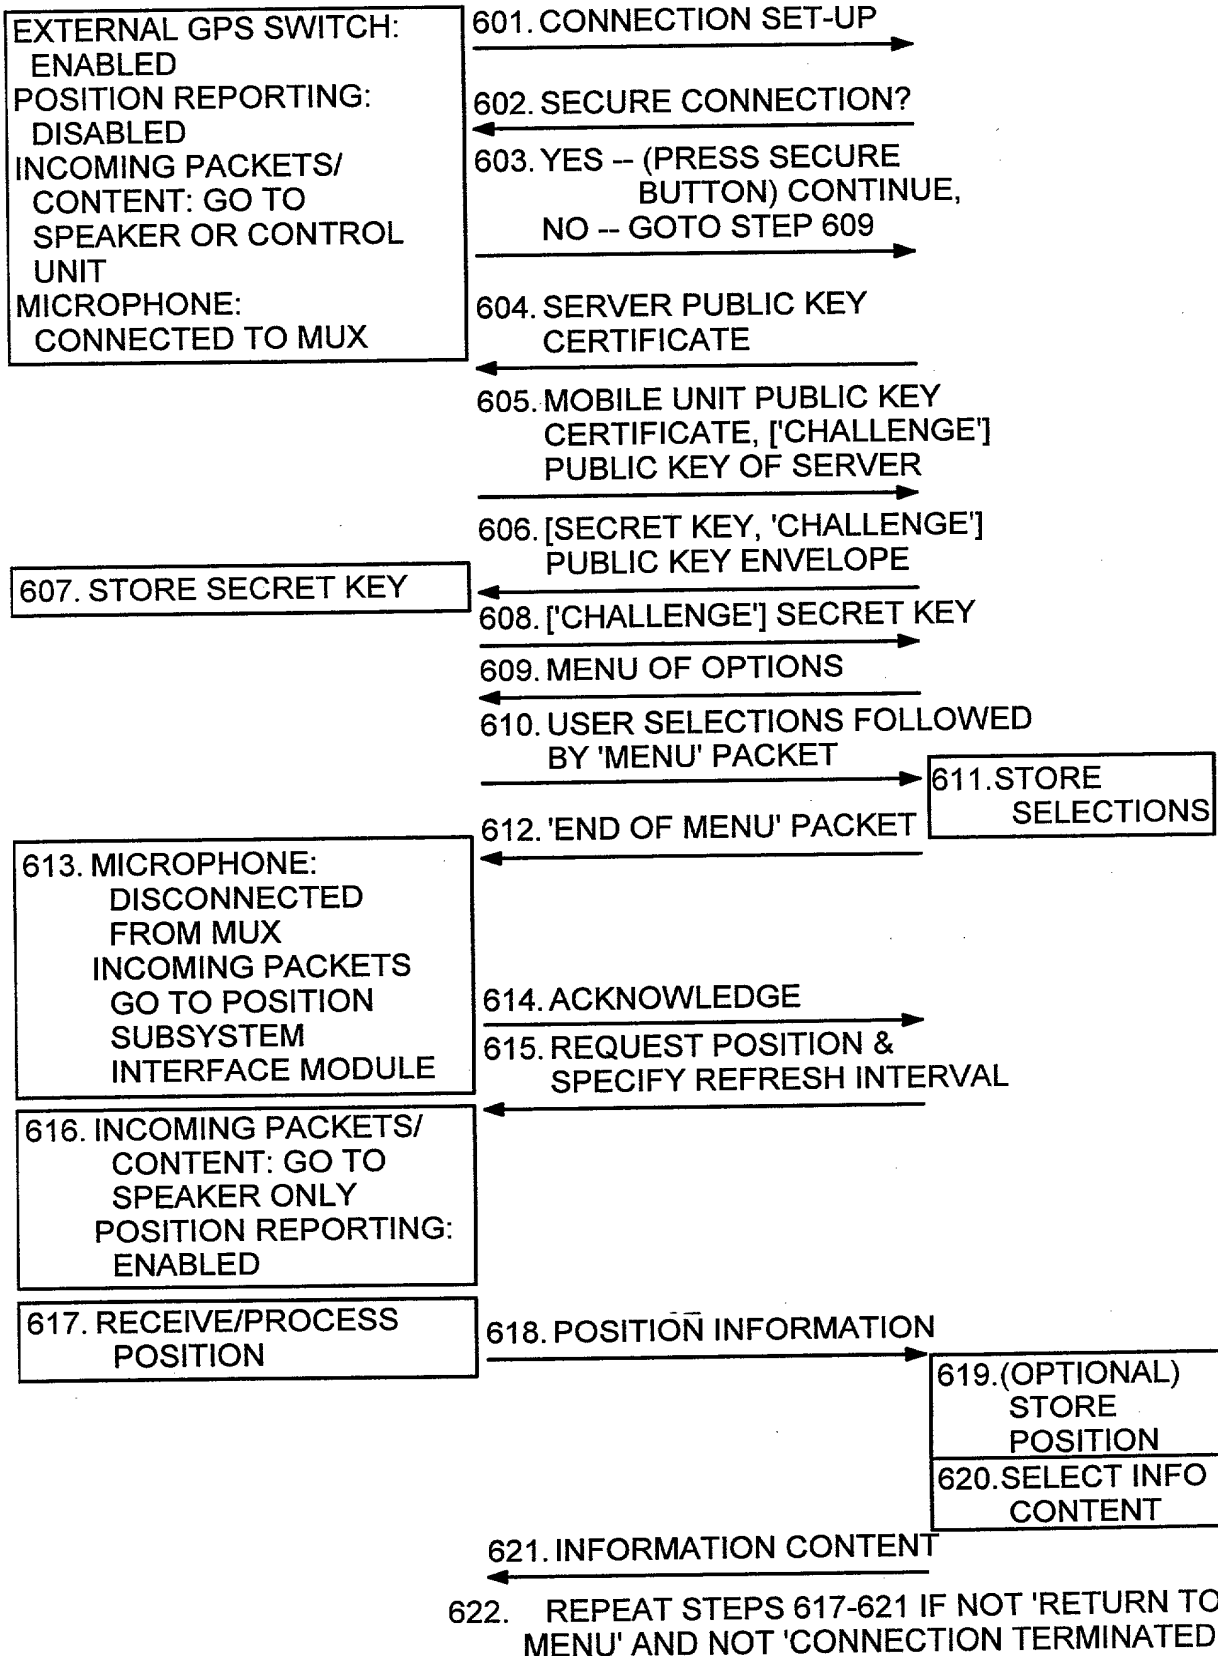 EXTERNAL GPS SWITCH:
ENABLED
POSITION REPORTING:
DISABLED
INCOMING PACKETS/
CONTENT: GO TO
SPEAKER OR CONTROL
UNIT
MICROPHONE:
CONNECTED TO MUX
601. CONNECTION SET-UP
602. SECURE CONNECTION?
603. YES -- (PRESS SECURE
BUTTON) CONTINUE,
NO -- GOTO STEP 609
604. SERVER PUBLIC KEY
CERTIFICATE
605. MOBILE UNIT PUBLIC KEY
CERTIFICATE, ['CHALLENGE']
PUBLIC KEY OF SERVER
606. [SECRET KEY, 'CHALLENGE']
PUBLIC KEY ENVELOPE
607. STORE SECRET KEY
608. ['CHALLENGE'] SECRET KEY
609. MENU OF OPTIONS
610. USER SELECTIONS FOLLOWED
BY 'MENU' PACKET
611. STORE
SELECTIONS
612. 'END OF MENU' PACKET
613. MICROPHONE:
DISCONNECTED
FROM MUX
INCOMING PACKETS
GO TO POSITION
SUBSYSTEM
INTERFACE MODULE
614. ACKNOWLEDGE
615. REQUEST POSITION &
SPECIFY REFRESH INTERVAL
616. INCOMING PACKETS/
CONTENT: GO TO
SPEAKER ONLY
POSITION REPORTING:
ENABLED
617. RECEIVE/PROCESS
POSITION
618. POSITION INFORMATION
619. (OPTIONAL)
STORE
POSITION
620. SELECT INFO
CONTENT
621. INFORMATION CONTENT
622. REPEAT STEPS 617-621 IF NOT 'RETURN TO
MENU' AND NOT 'CONNECTION TERMINATED